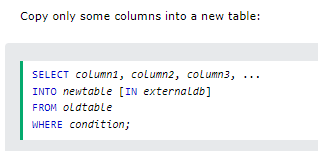 Copy only some columns into a new table:
SELECT column1, column2, column3, ...
INTO newtable [IN externaldb]
FROM oldtable
WHERE condition;